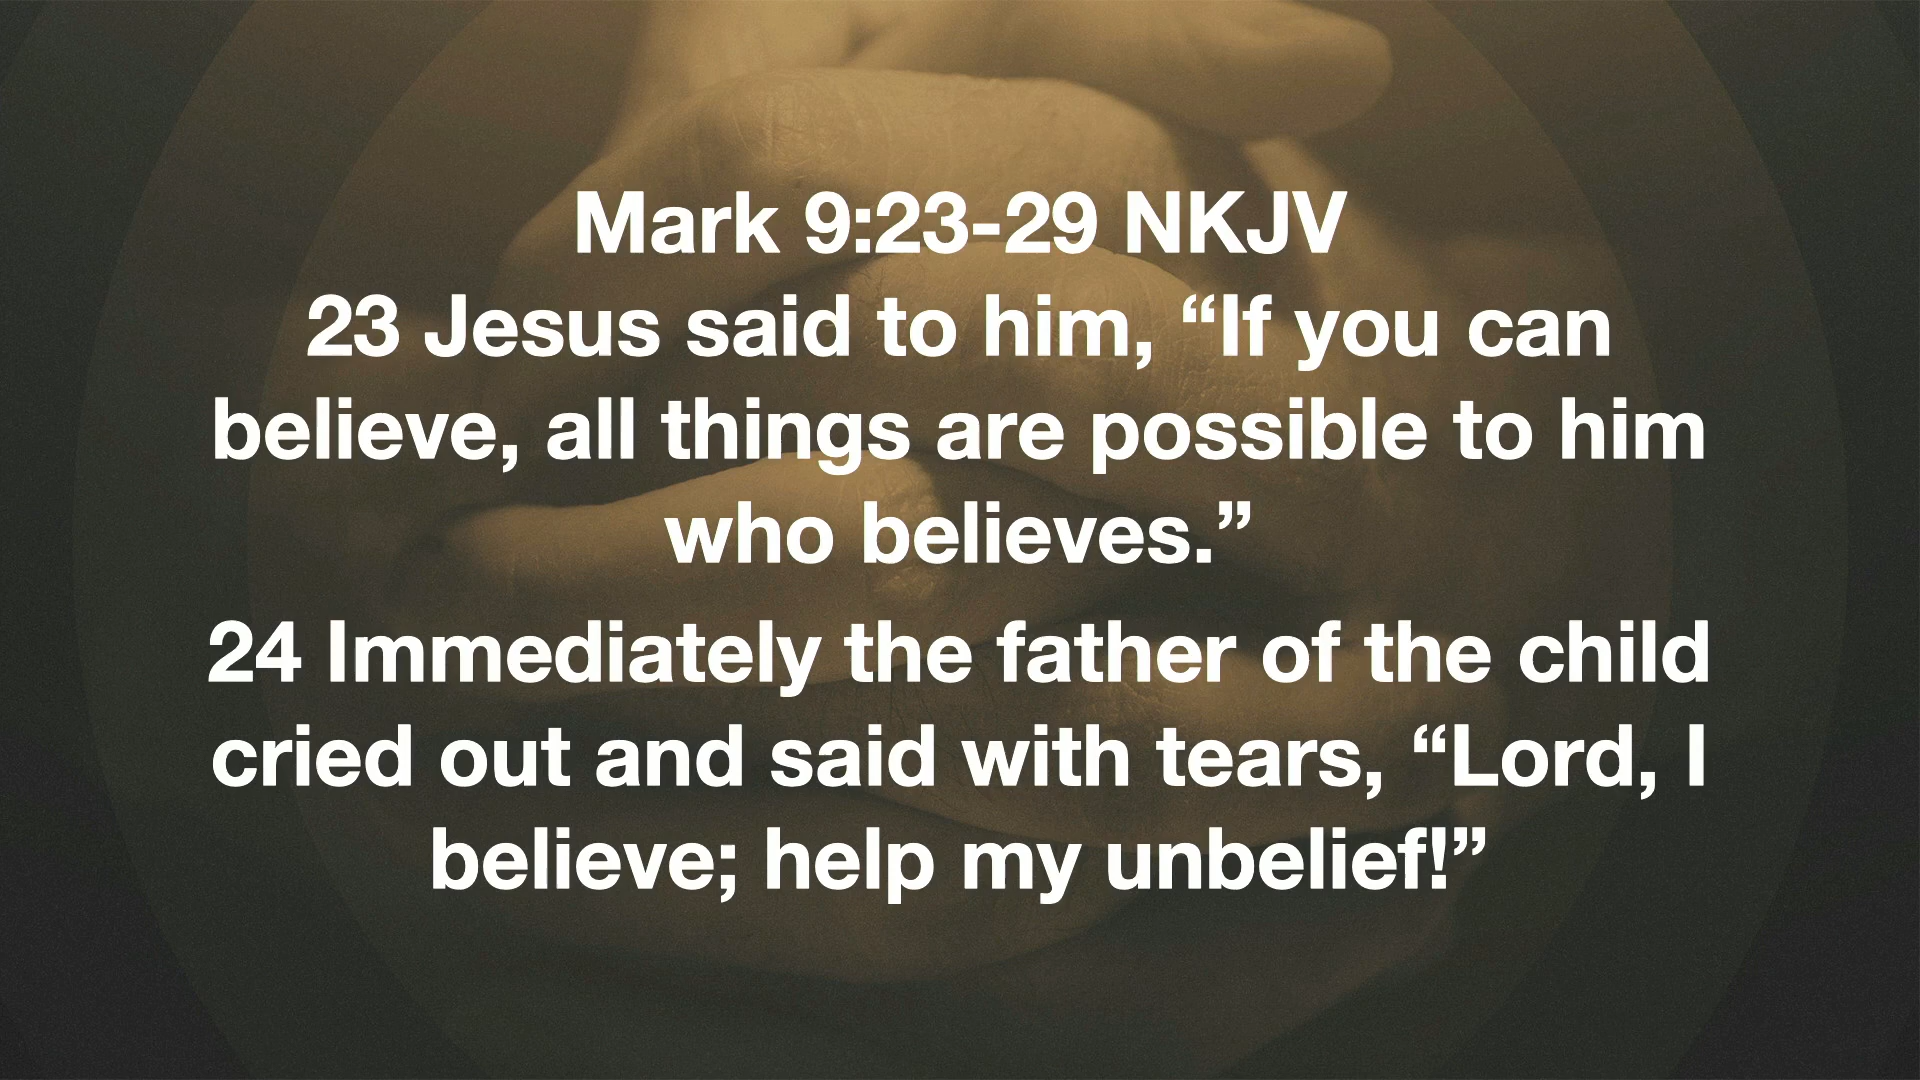 Mark 9:23-29 NKJV
23 Jesus said to him, “If you can
believe, all things are possible to him
who believes.”
24 Immediately the father of the child
cried out and said with tears, “Lord, I
believe; help my unbelief!”